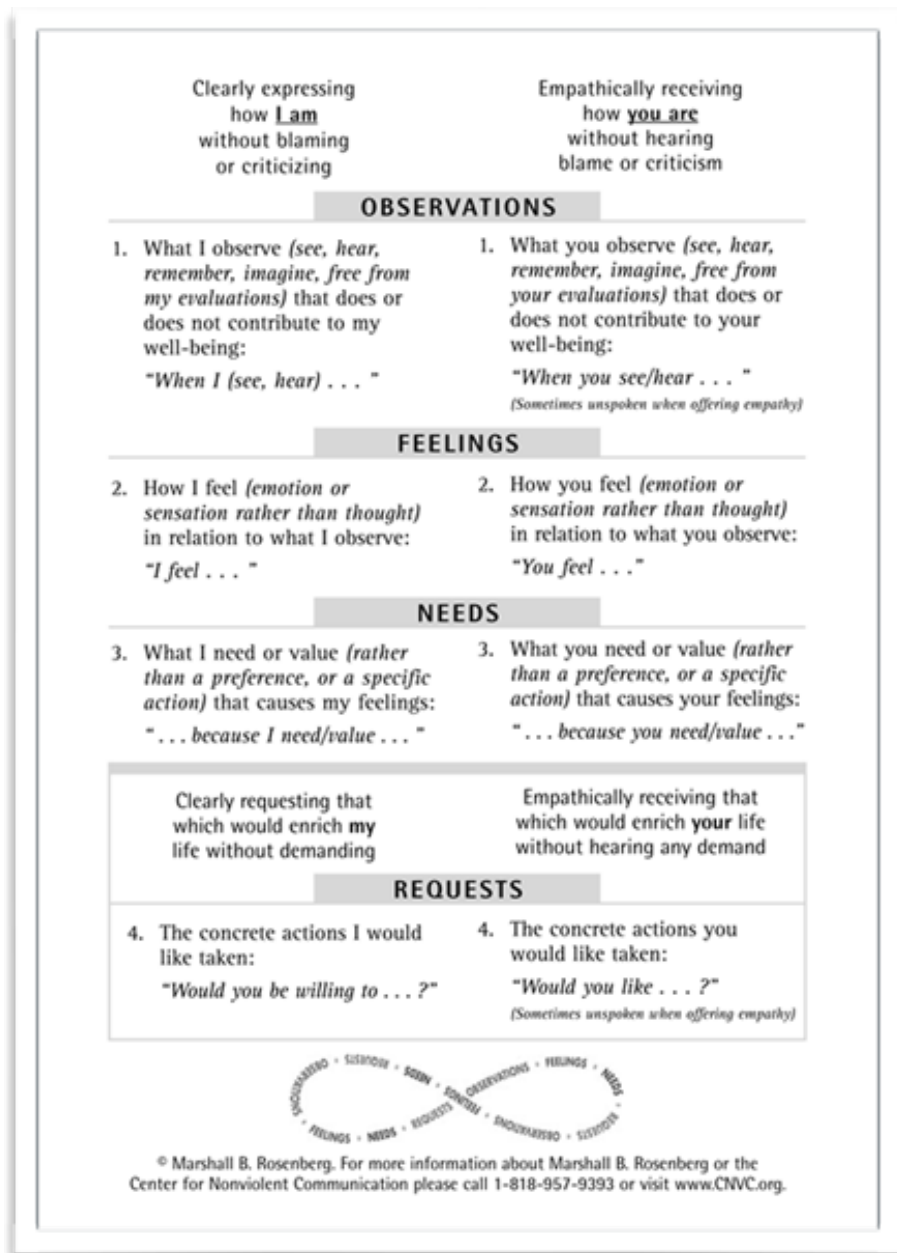 Clearly expressing
how I am
without blaming
or criticizing
Empathically receiving
how you are
without hearing
blame or criticism
OBSERVATIONS
1. What I observe (see, hear,
remember, imagine, free from
my evaluations) that does or
does not contribute to my
well-being:
"When I (see, hear) . . . "
1. What you observe (see, hear,
remember, imagine, free from
your evaluations) that does or
does not contribute to your
well-being:
"When you see/hear . . . "
(Sometimes unspoken when offering empathy)
FEELINGS
2. How I feel (emotion or
sensation rather than thought)
in relation to what I observe:
"I feel . . . "
2. How you feel (emotion or
sensation rather than thought)
in relation to what you observe:
"You feel . . ."
NEEDS
3. What I need or value (rather
than a preference, or a specific
action) that causes my feelings:
" . . . because I need/value . . . "
3. What you need or value (rather
than a preference, or a specific
action) that causes your feelings:
" . . . because you need/value . . ."
Clearly requesting that
which would enrich my
life without demanding
Empathically receiving that
which would enrich your life
without hearing any demand
REQUESTS
4. The concrete actions I would
like taken:
"Would you be willing to . . . ?"
4. The concrete actions you
would like taken:
"Would you like . . . ?"
(Sometimes unspoken when offering empathy)
OBSERVATIONS · FEELINGS · NEEDS · REQUESTS · OBSERVATIONS · FEELINGS · NEEDS · REQUESTS · OBSERVATIONS · FEELINGS · NEEDS · REQUESTS
© Marshall B. Rosenberg. For more information about Marshall B. Rosenberg or the
Center for Nonviolent Communication please call 1-818-957-9393 or visit www.CNVC.org.